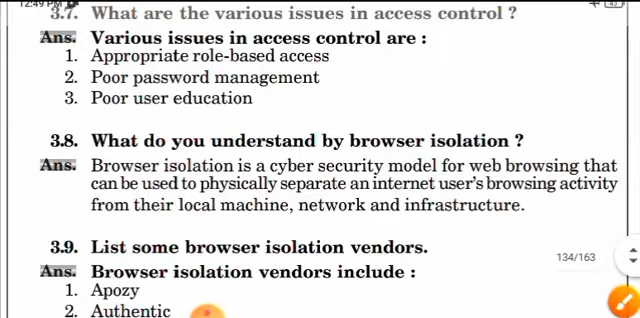 12:49 PM
3.7. What are the various issues in access control ?
Ans. Various issues in access control are :
1. Appropriate role-based access
2. Poor password management
3. Poor user education
3.8. What do you understand by browser isolation ?
Ans. Browser isolation is a cyber security model for web browsing that
can be used to physically separate an internet user's browsing activity
from their local machine, network and infrastructure.
3.9. List some browser isolation vendors.
134/163
Ans. Browser isolation vendors include :
1. Apozy
2. Authentic